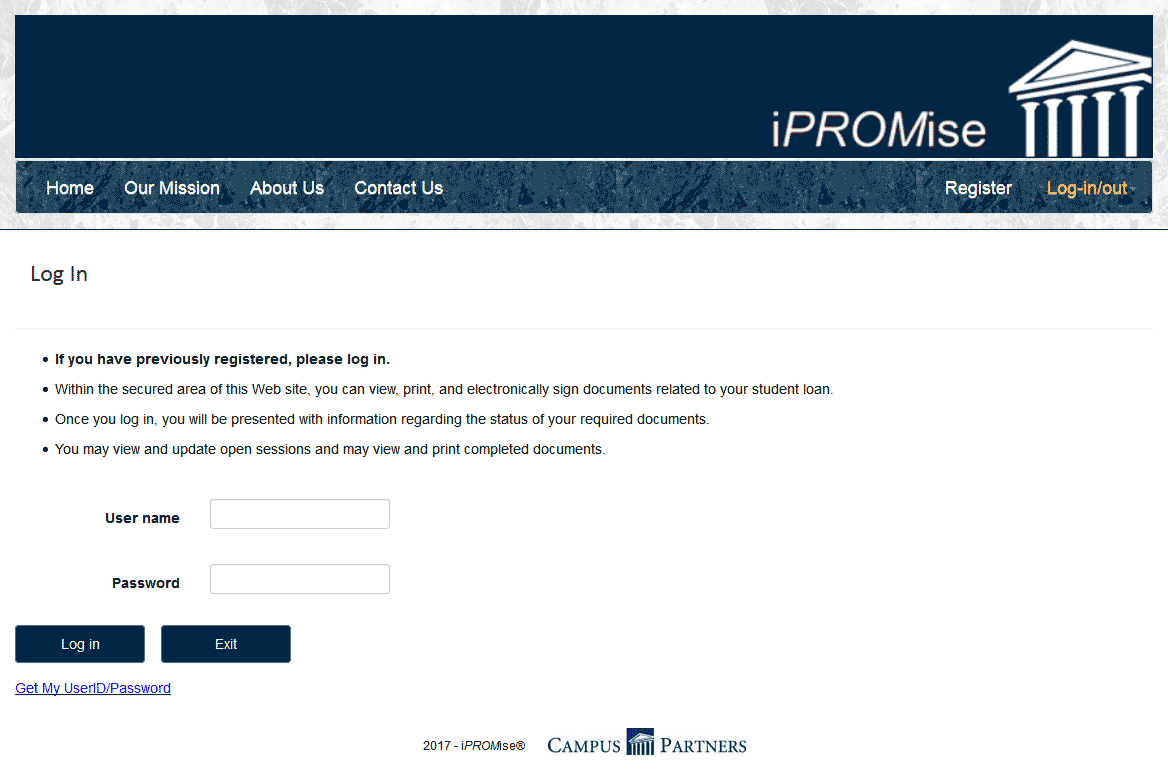 iPROMise
Home Our Mission About Us Contact Us Register Log-in/out
Log In
If you have previously registered, please log in.
Within the secured area of this Web site, you can view, print, and electronically sign documents related to your student loan.
Once you log in, you will be presented with information regarding the status of your required documents.
You may view and update open sessions and may view and print completed documents.
User name
Password
Log in Exit
Get My UserID/Password
2017 - iPROMise® CAMPUS PARTNERS